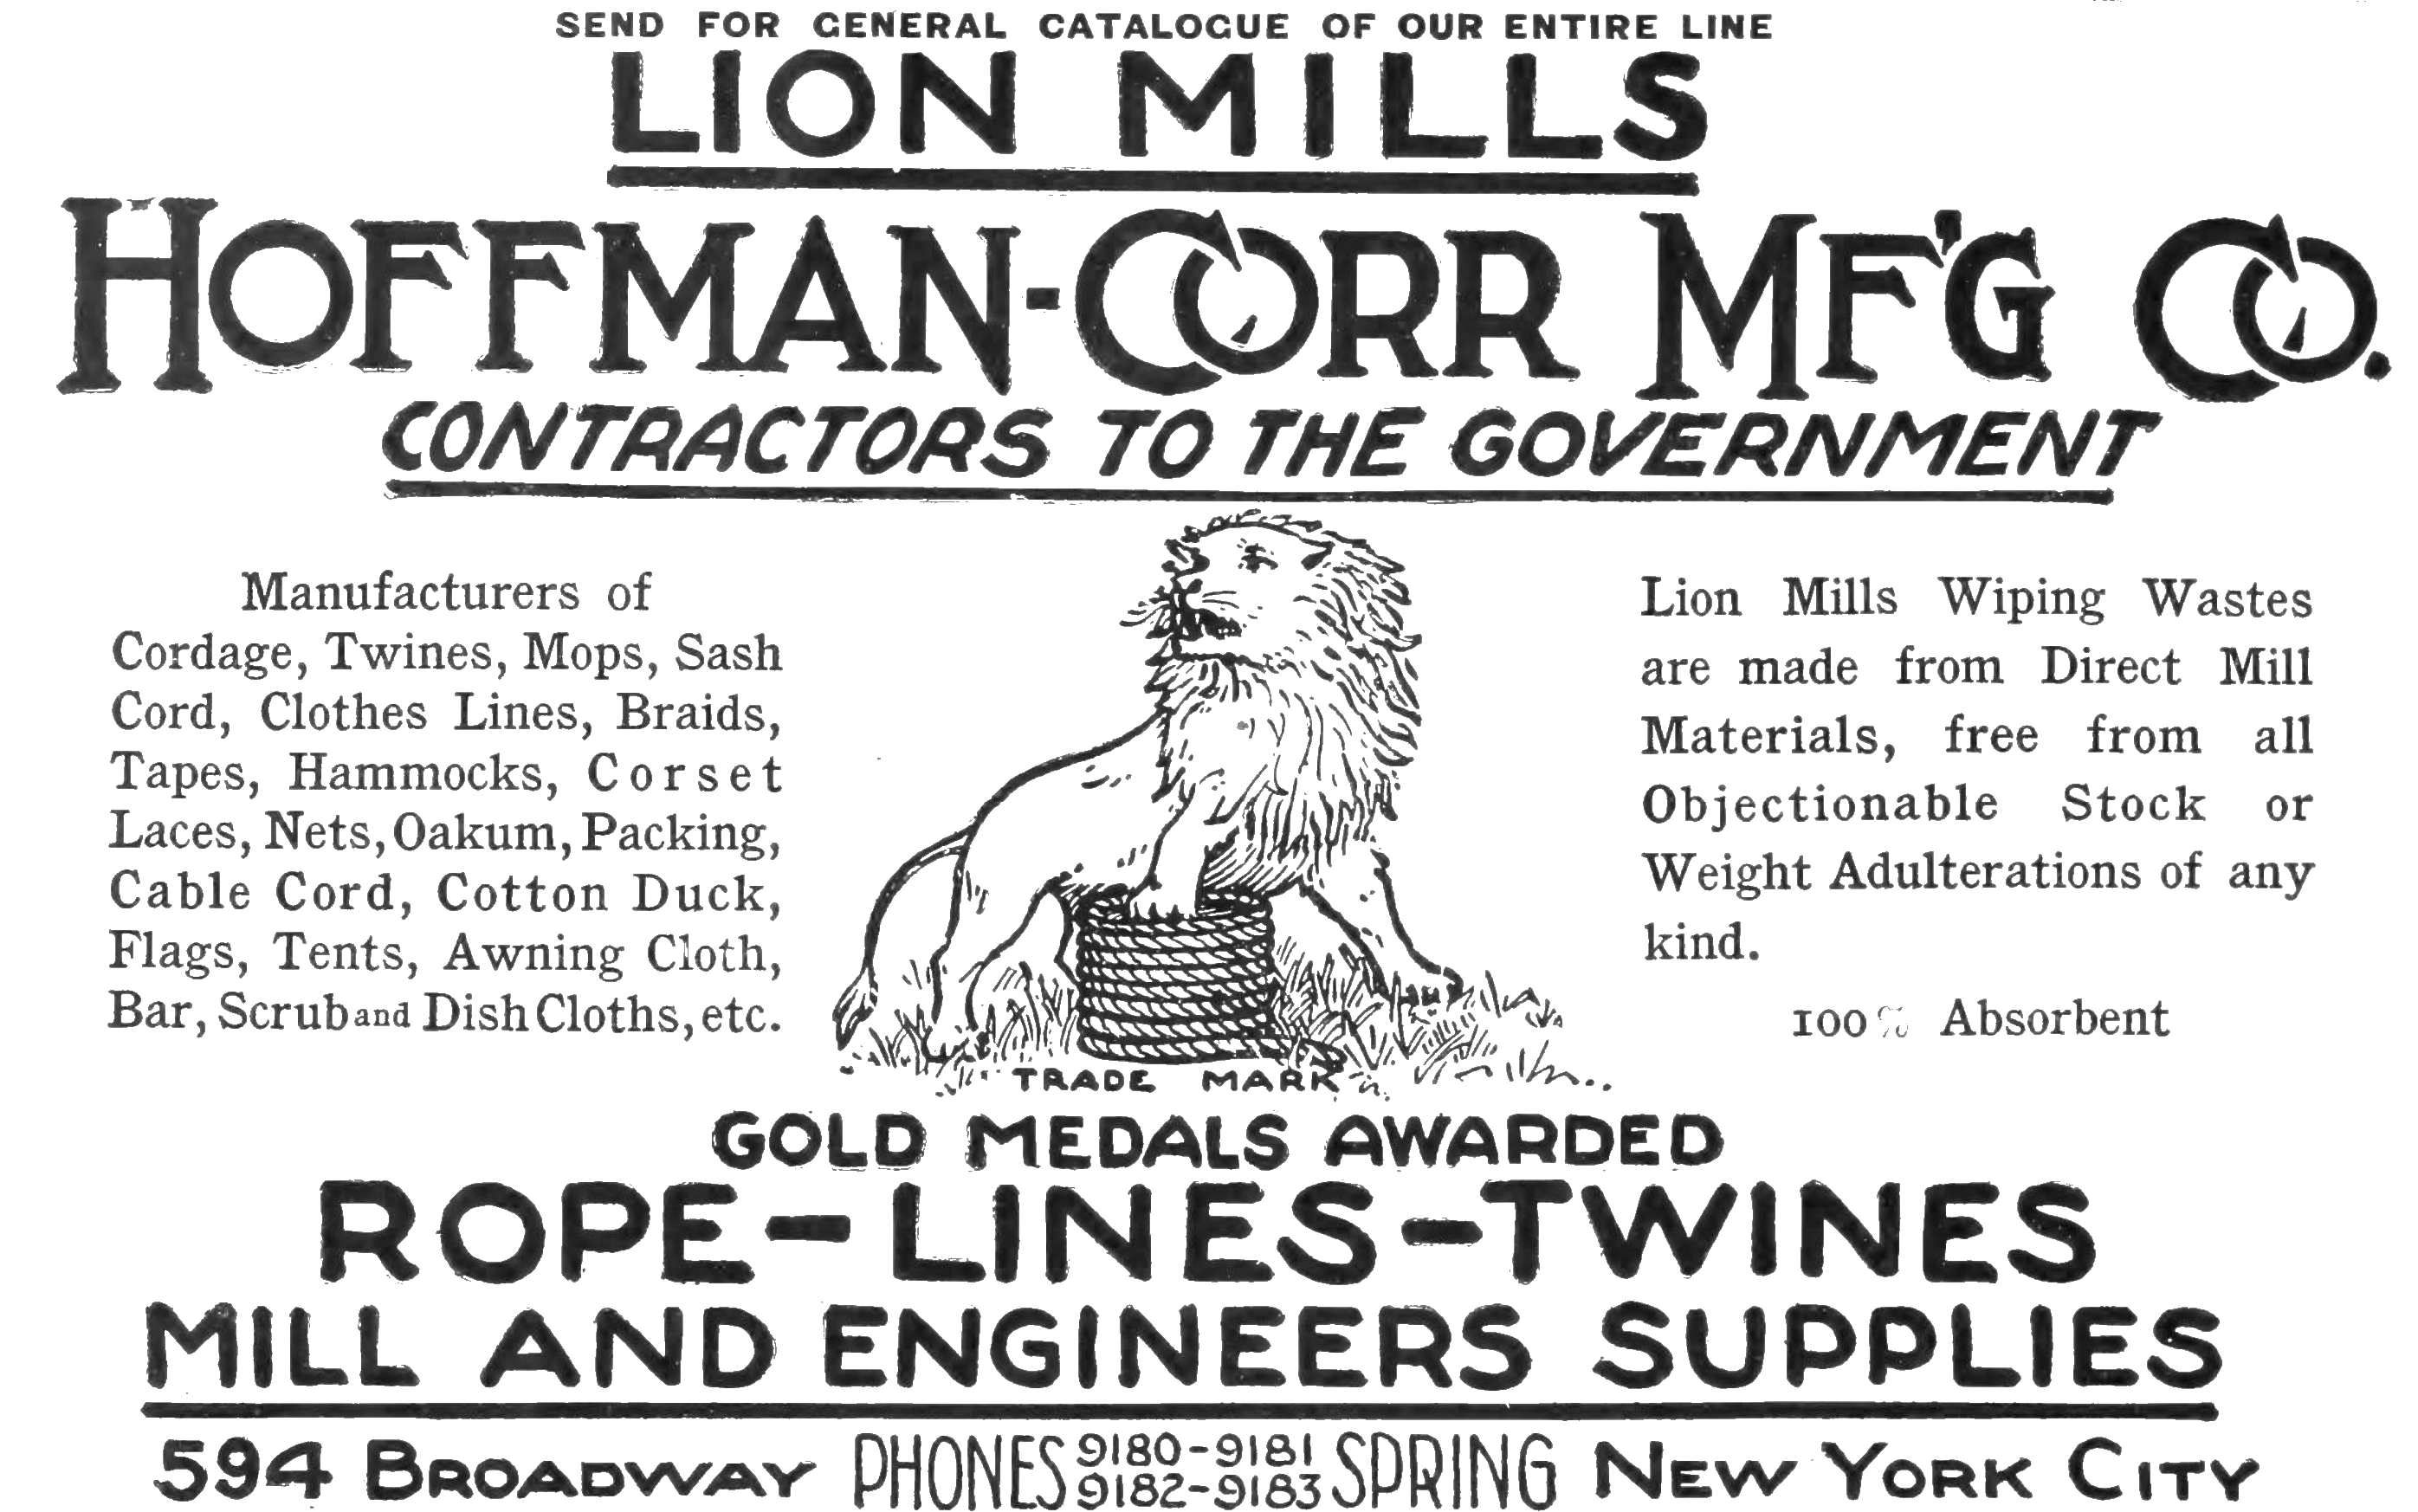 SEND FOR GENERAL CATALOGUE OF OUR ENTIRE LINE
LION MILLS
HOFFMAN-CORR MF'G CO.
CONTRACTORS TO THE GOVERNMENT
Manufacturers of
Cordage, Twines, Mops, Sash
Cord, Clothes Lines, Braids,
Tapes, Hammocks, Corset
Laces, Nets, Oakum, Packing,
Cable Cord, Cotton Duck,
Flags, Tents, Awning Cloth,
Bar, Scrub and Dish Cloths, etc.
Lion Mills Wiping Wastes
are made from Direct Mill
Materials, free from all
Objectionable Stock or
Weight Adulterations of any
kind.
100% Absorbent
TRADE MARK
GOLD MEDALS AWARDED
ROPE-LINES-TWINES
MILL AND ENGINEERS SUPPLIES
594 BROADWAY PHONES 9180-9181 9182-9183 SPRING NEW YORK CITY